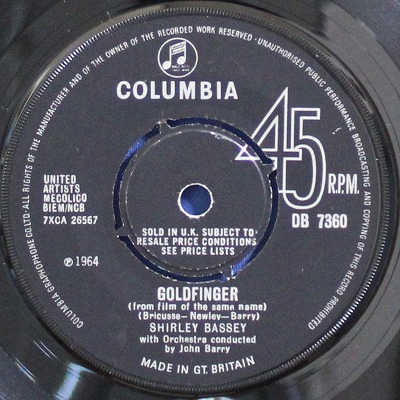 ALL RIGHTS OF THE MANUFACTURER AND OF THE OWNER OF THE RECORDED WORK RESERVED · UNAUTHORISED PUBLIC PERFORMANCE BROADCASTING AND COPYING OF THIS RECORD PROHIBITED
COLUMBIA GRAPHOPHONE CO. LTD.
COLUMBIA
45
R.P.M.
UNITED
ARTISTS
MECOLICO
BIEM/NCB
7XCA 26567
DB 7360
SOLD IN U.K. SUBJECT TO
RESALE PRICE CONDITIONS
SEE PRICE LISTS
℗ 1964
GOLDFINGER
(from film of the same name)
(Bricusse—Newley—Barry)
SHIRLEY BASSEY
with Orchestra conducted
by John Barry
MADE IN GT. BRITAIN